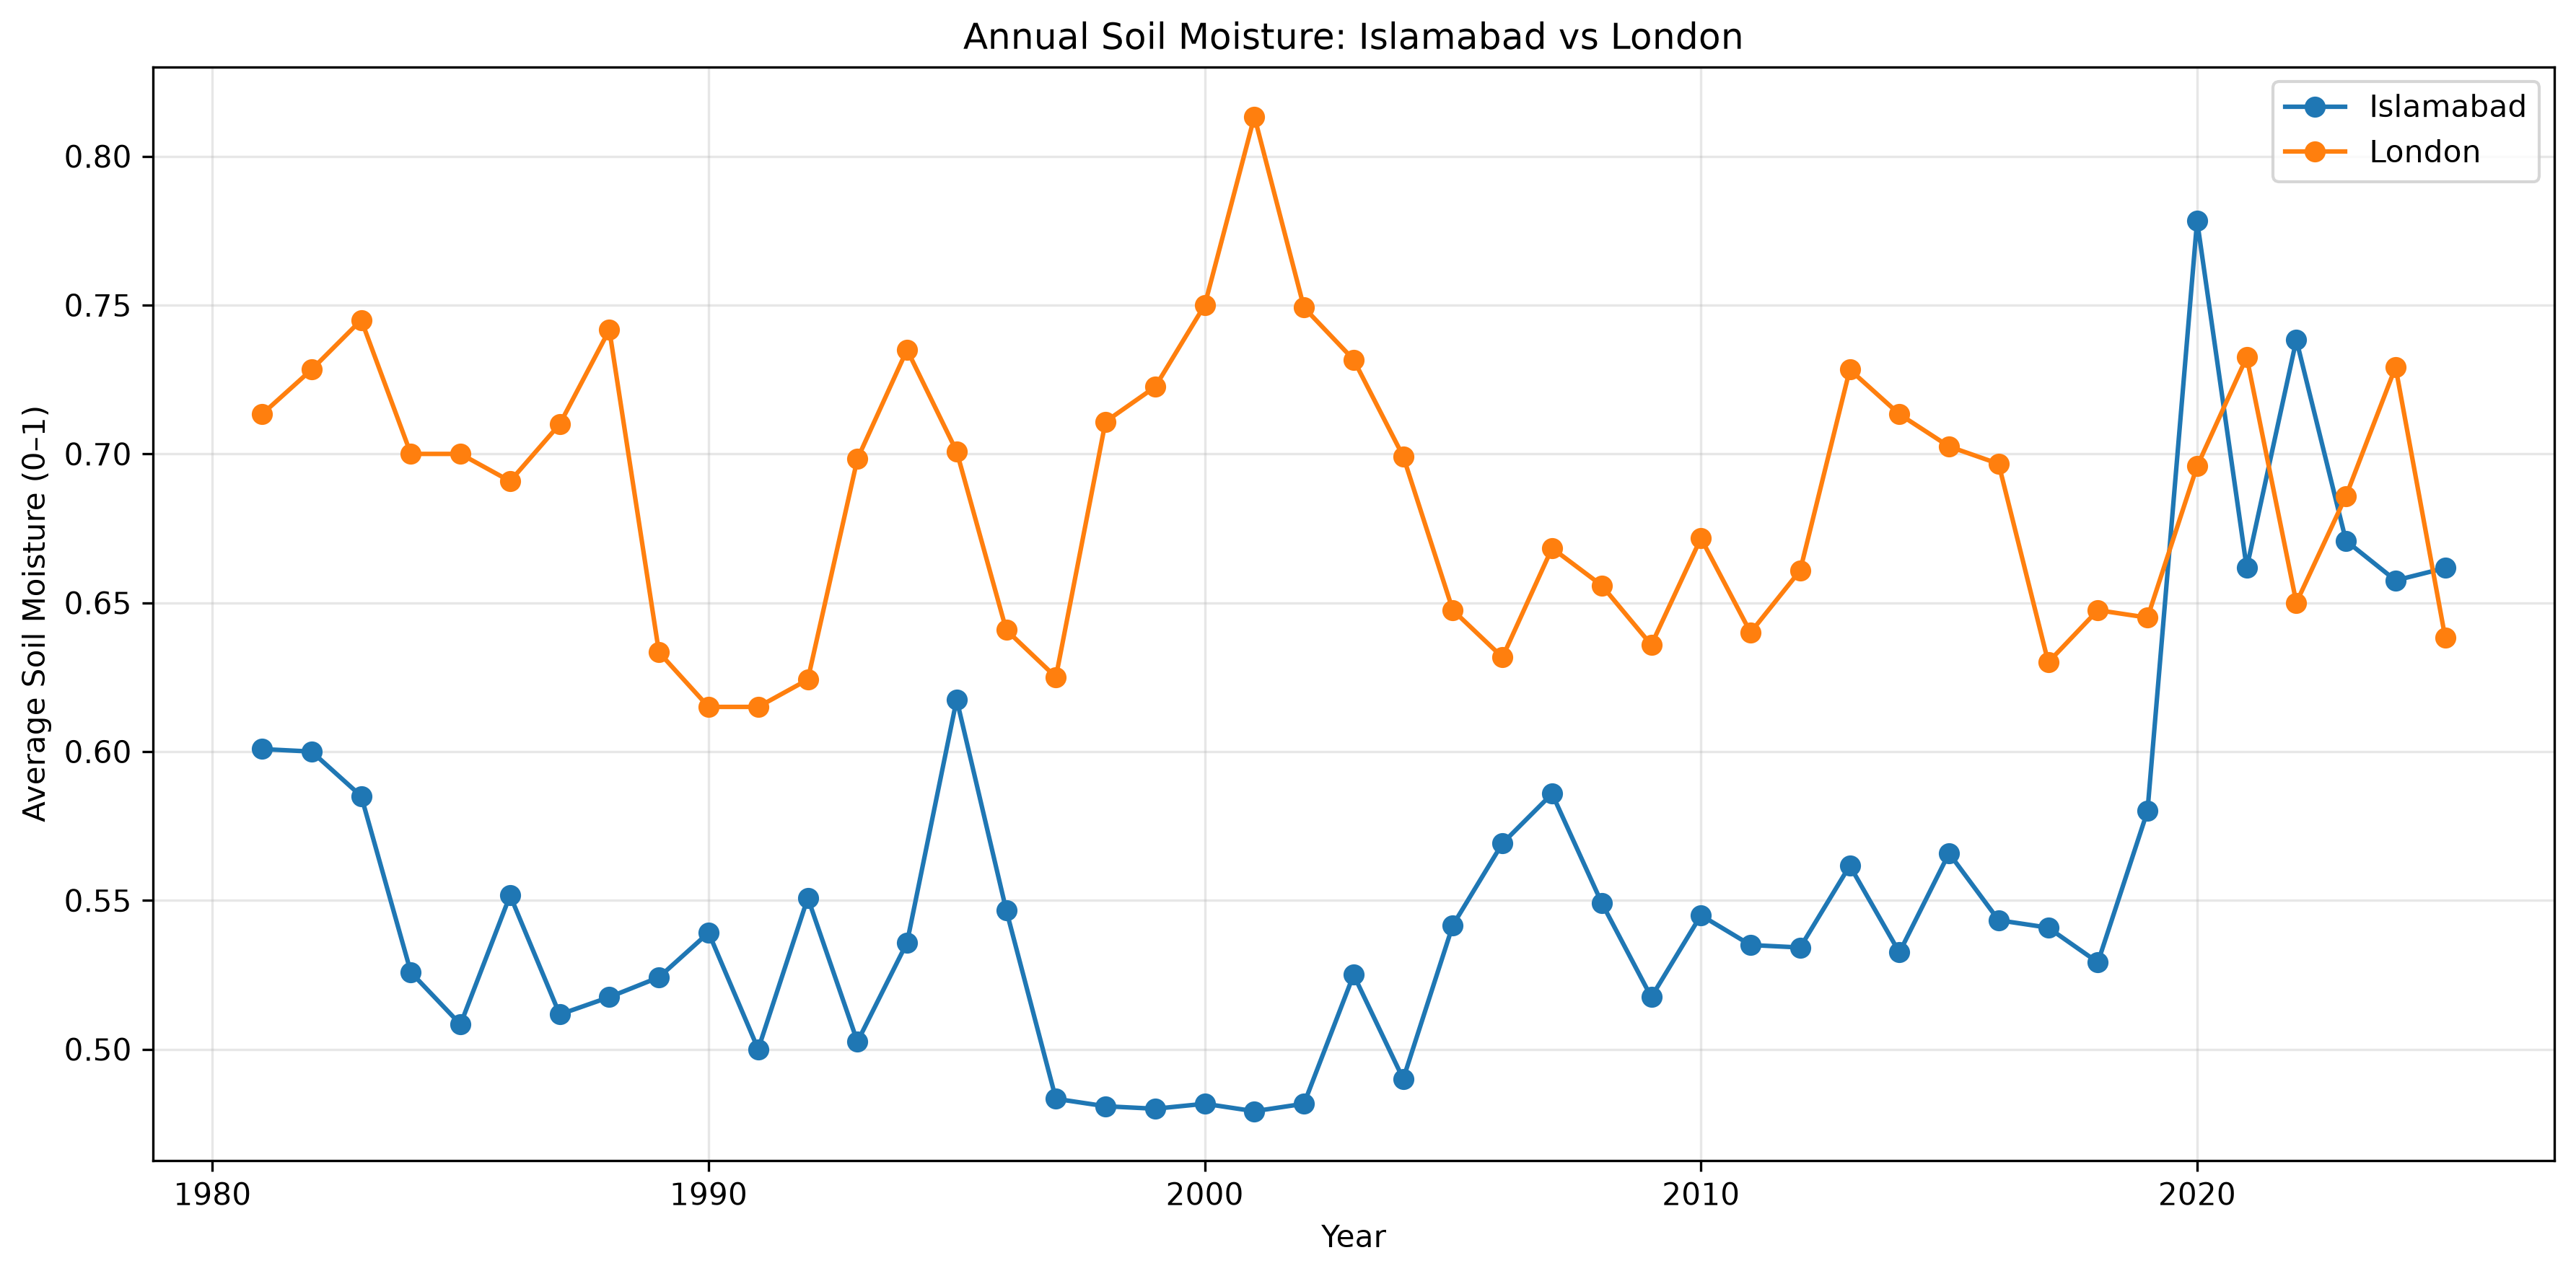 Annual Soil Moisture: Islamabad vs London
Islamabad
London
Average Soil Moisture (0–1)
0.80
0.75
0.70
0.65
0.60
0.55
0.50
1980 1990 2000 2010 2020
Year